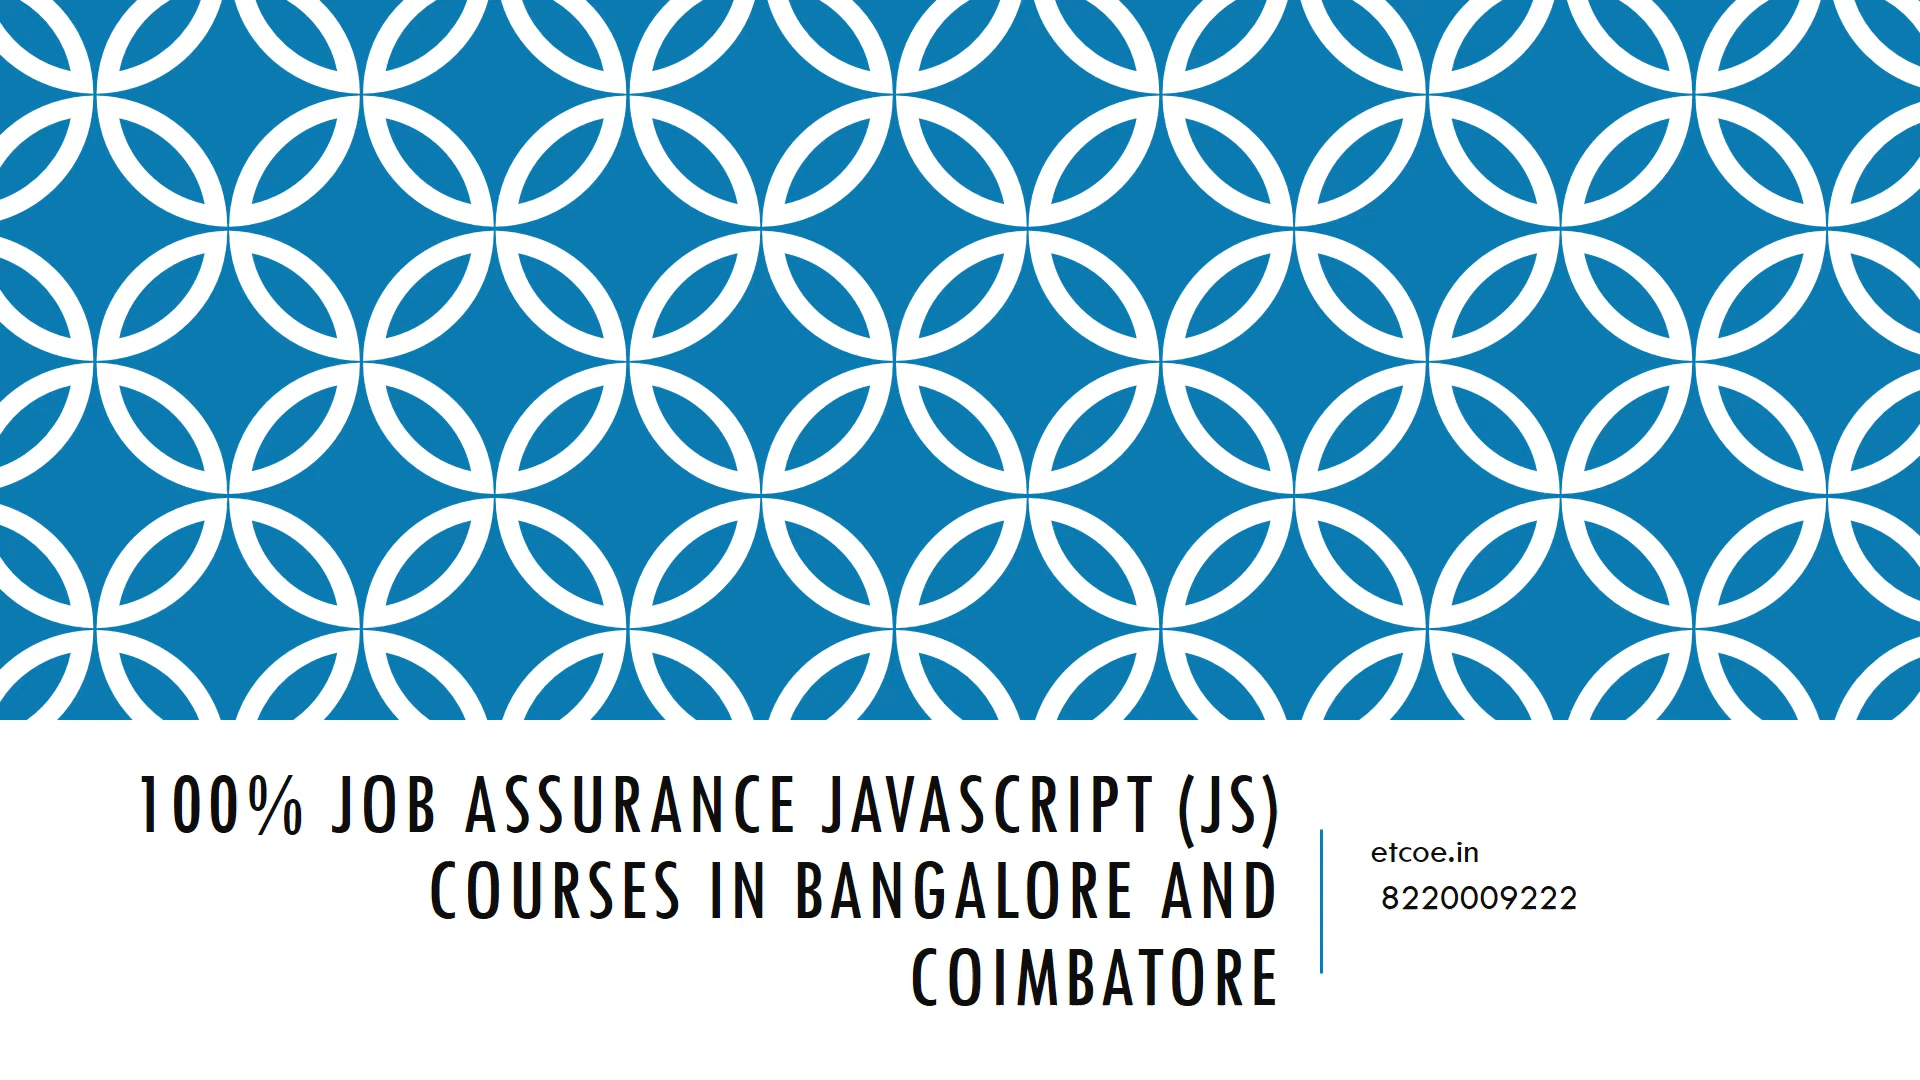 100% JOB ASSURANCE JAVASCRIPT (JS)
COURSES IN BANGALORE AND
COIMBATORE
etcoe.in
8220009222